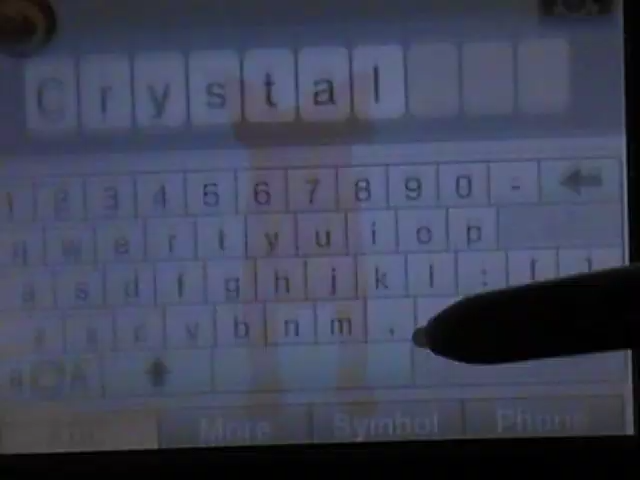 Crystal
1 2 3 4 5 6 7 8 9 0 -
q w e r t y u i o p
a s d f g h j k l : [ ]
z x c v b n m ,
More Symbol Phone